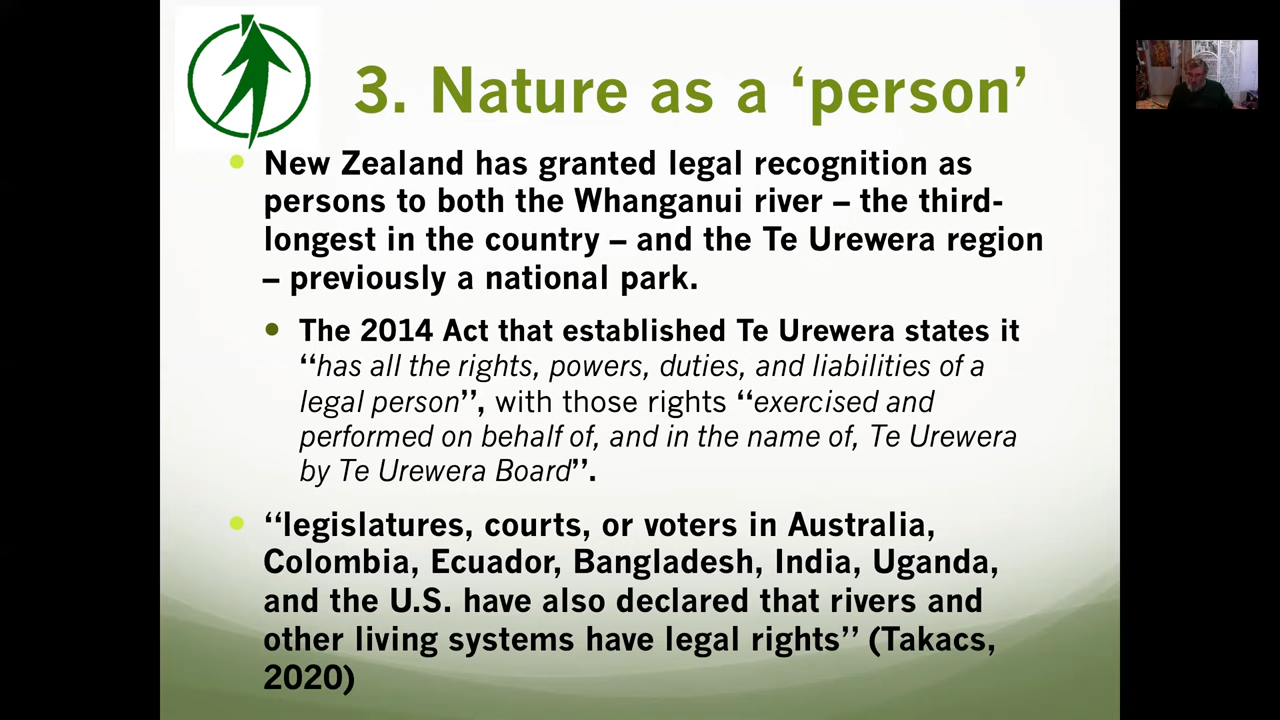 3. Nature as a ‘person’
• New Zealand has granted legal recognition as
persons to both the Whanganui river – the third-
longest in the country – and the Te Urewera region
– previously a national park.
• The 2014 Act that established Te Urewera states it
“has all the rights, powers, duties, and liabilities of a
legal person”, with those rights “exercised and
performed on behalf of, and in the name of, Te Urewera
by Te Urewera Board”.
• “legislatures, courts, or voters in Australia,
Colombia, Ecuador, Bangladesh, India, Uganda,
and the U.S. have also declared that rivers and
other living systems have legal rights” (Takacs,
2020)